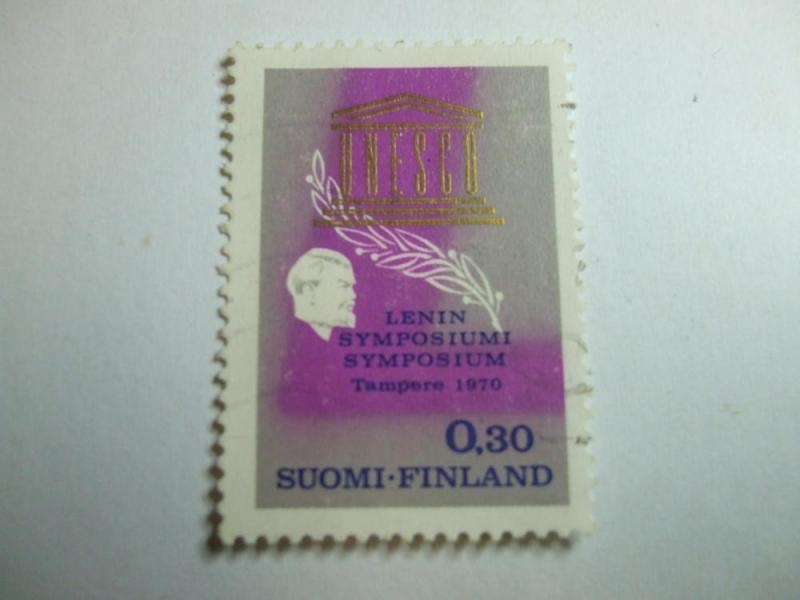 UNESCO
LENIN
SYMPOSIUMI
SYMPOSIUM
Tampere 1970
0,30
SUOMI·FINLAND